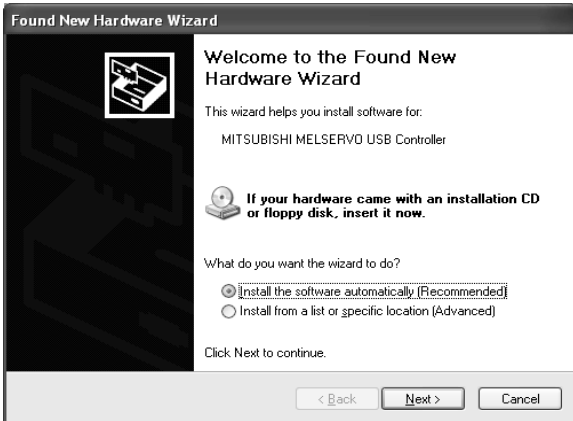 Found New Hardware Wizard
Welcome to the Found New
Hardware Wizard
This wizard helps you install software for:
MITSUBISHI MELSERVO USB Controller
If your hardware came with an installation CD
or floppy disk, insert it now.
What do you want the wizard to do?
Install the software automatically (Recommended)
Install from a list or specific location (Advanced)
Click Next to continue.
< Back
Next >
Cancel